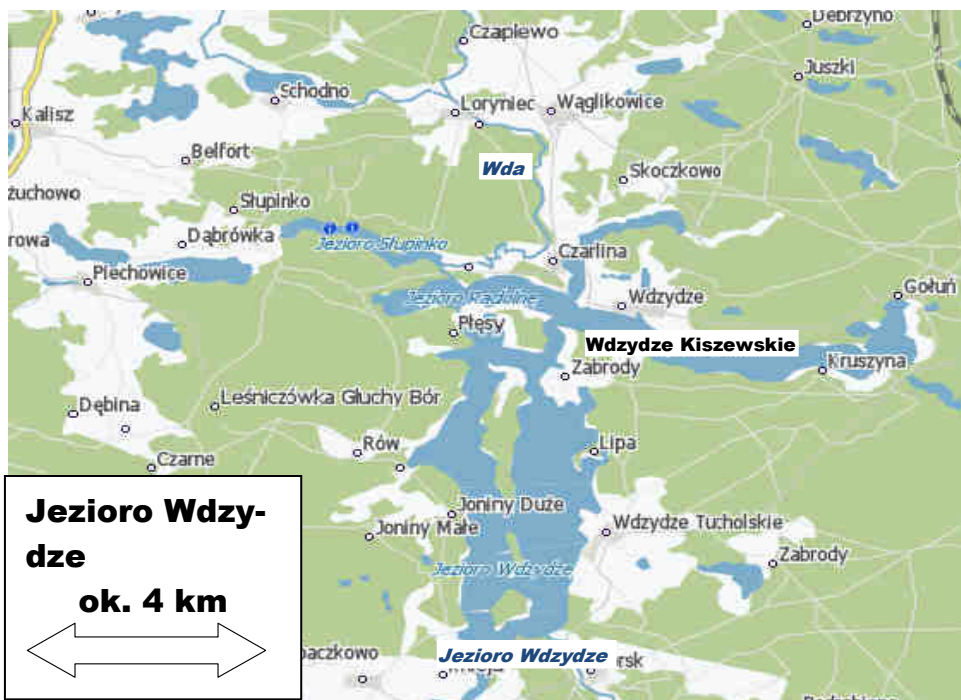 Debrzyno
Czaplewo
Juszki
Schodno
Loryniec
Wąglikowice
Kalisz
Belfort
Wda
Skoczkowo
żuchowo
Słupinko
rowa
Dąbrówka
Jezioro Słupinko
Czarlina
Piechowice
Gołuń
Jezioro Radolne
Wdzydze
Płęsy
Wdzydze Kiszewskie
Zabrody
Kruszyna
Dębina
Leśniczówka Głuchy Bór
Rów
Lipa
Czarne
Jezioro Wdzy-
dze
ok. 4 km
Joniny Duże
Joniny Małe
Wdzydze Tucholskie
Zabrody
Jezioro Wdzydze
Jezioro Wdzydze
baczkowo
rsk